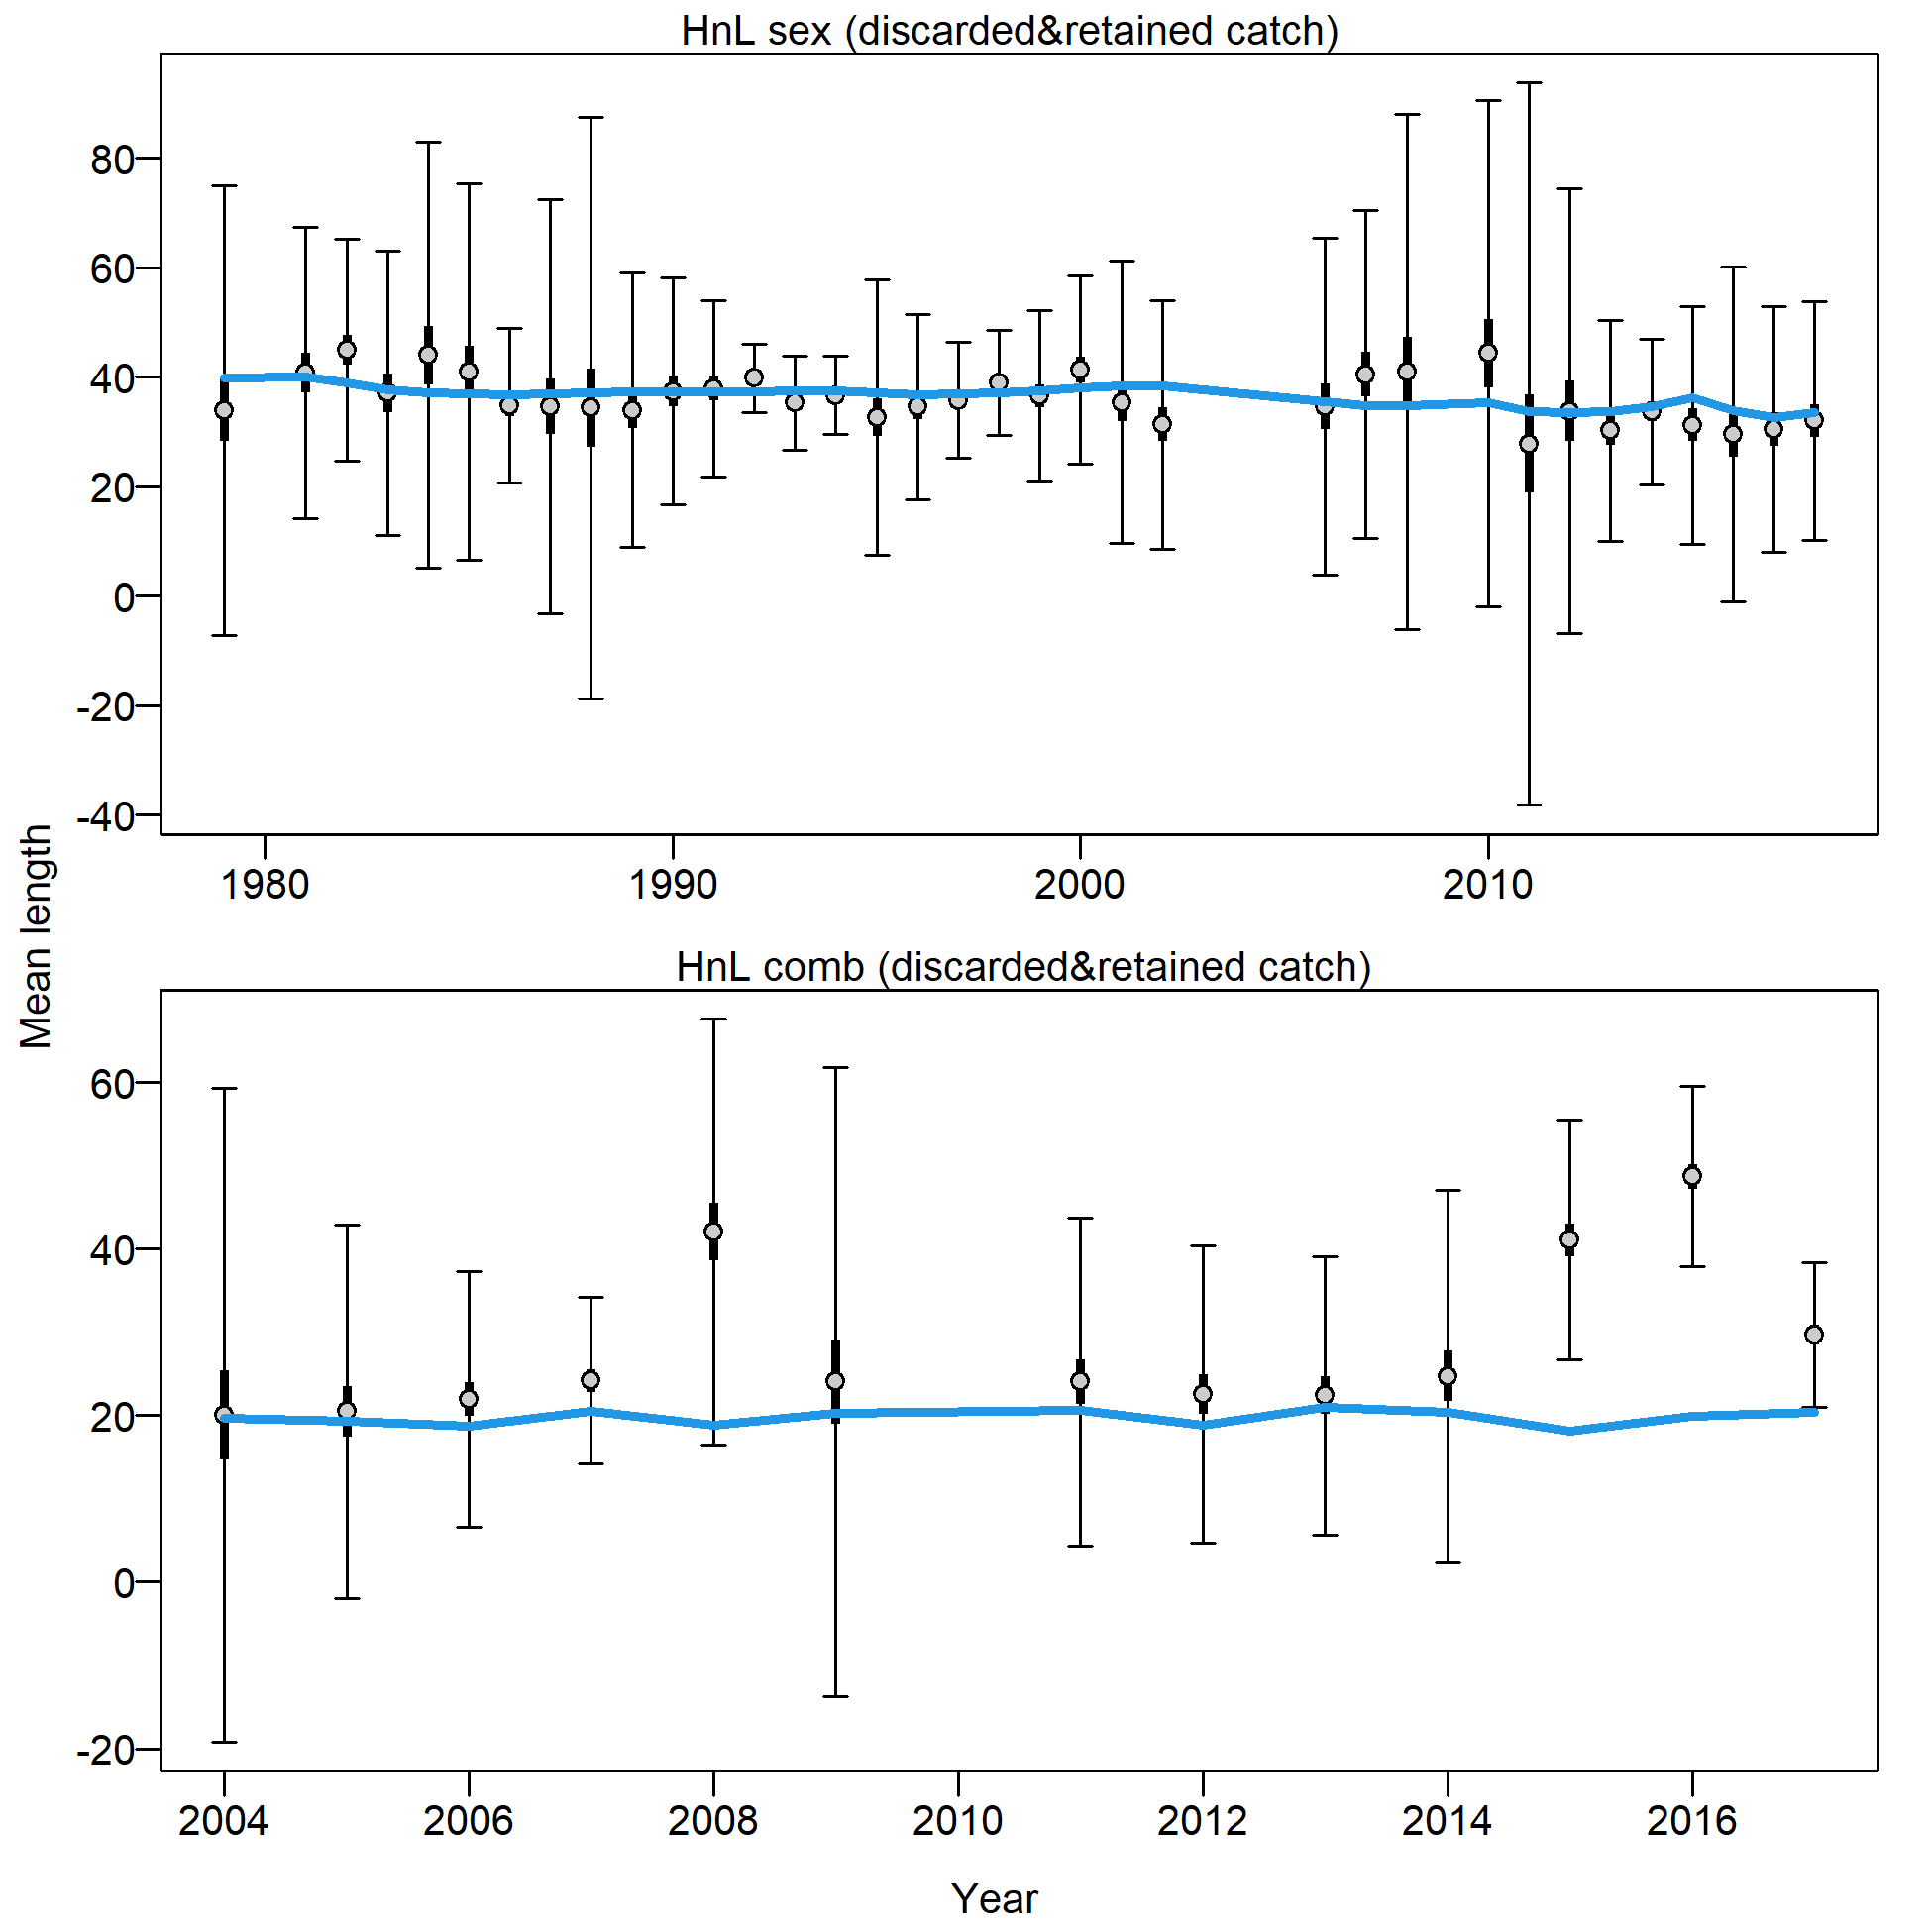 HnL sex (discarded&retained catch)
80
60
40
20
0
-20
-40
1980 1990 2000 2010
Mean length
HnL comb (discarded&retained catch)
60
40
20
0
-20
2004 2006 2008 2010 2012 2014 2016
Year